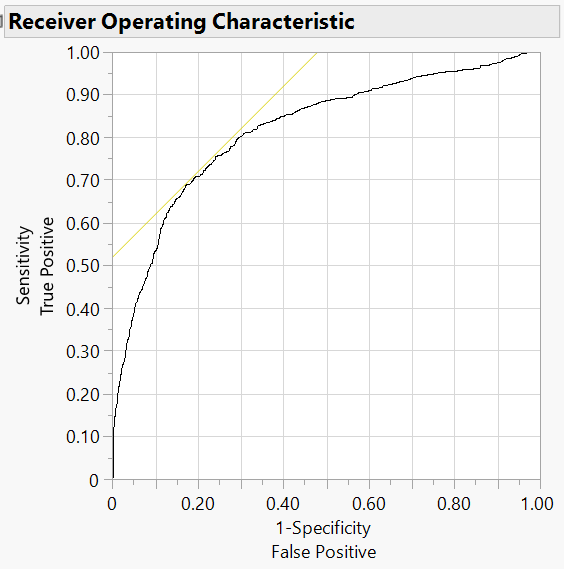 Receiver Operating Characteristic
1.00
0.90
0.80
0.70
0.60
0.50
0.40
0.30
0.20
0.10
0
Sensitivity
True Positive
0 0.20 0.40 0.60 0.80 1.00
1-Specificity
False Positive